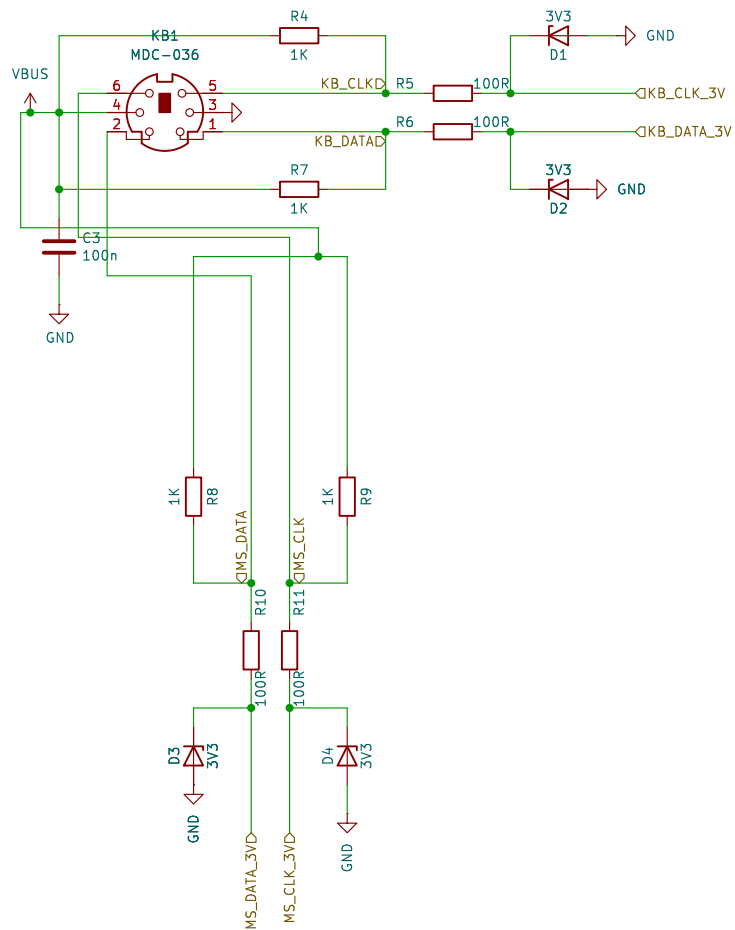 R4
3V3
KB1
GND
1K
D1
MDC-036
VBUS
KB_CLK
R5
100R
6
5
KB_CLK_3V
4
3
R6
100R
2
1
KB_DATA_3V
KB_DATA
R7
3V3
GND
1K
D2
C3
100n
GND
1K
R8
1K
R9
MS_DATA
MS_CLK
R10
R11
100R
100R
D3
3V3
D4
3V3
GND
GND
MS_DATA_3V
MS_CLK_3V